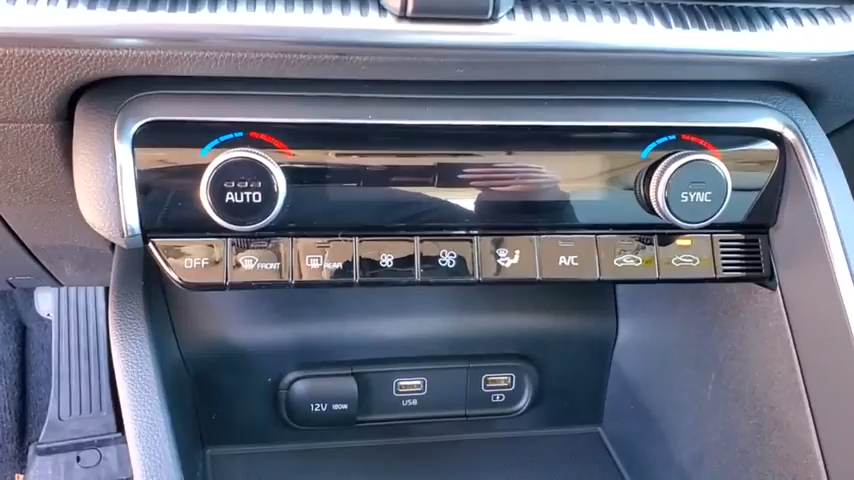 AUTO
SYNC
OFF
FRONT
REAR
A/C
12V 180W
USB